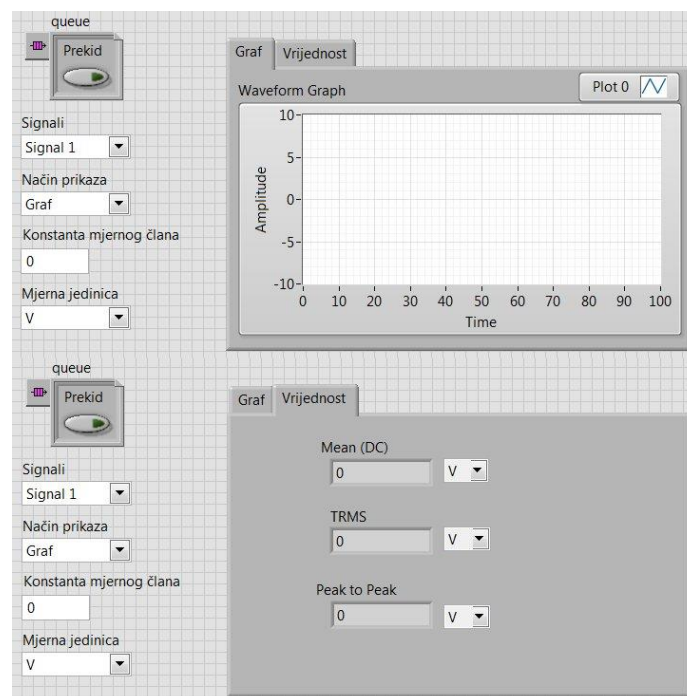 queue
Prekid
Signali
Signal 1
Način prikaza
Graf
Konstanta mjernog člana
0
Mjerna jedinica
V
Graf Vrijednost
Waveform Graph
Plot 0
Amplitude
10
5
0
-5
-10
0 10 20 30 40 50 60 70 80 90 100
Time
queue
Prekid
Signali
Signal 1
Način prikaza
Graf
Konstanta mjernog člana
0
Mjerna jedinica
V
Graf Vrijednost
Mean (DC)
0 V
TRMS
0 V
Peak to Peak
0 V